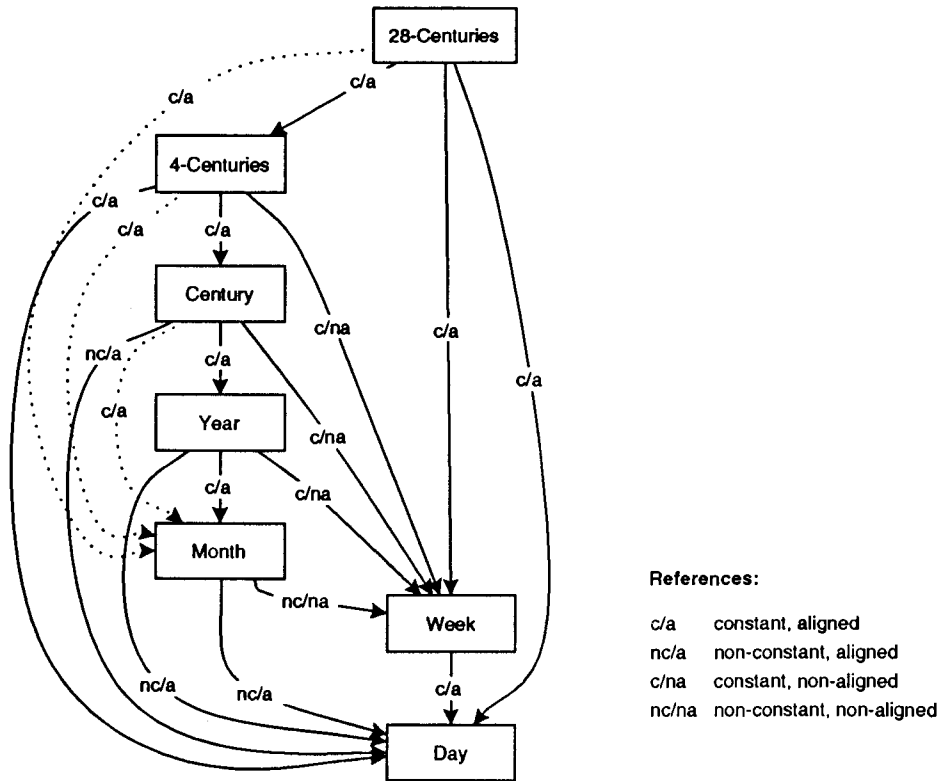 28-Centuries
c/a
c/a
4-Centuries
c/a
c/a
c/a
Century
c/na
c/a
nc/a
c/a
c/a
c/a
Year
c/na
c/a
c/na
Month
nc/na
Week
nc/a
nc/a
c/a
Day
References:
c/a constant, aligned
nc/a non-constant, aligned
c/na constant, non-aligned
nc/na non-constant, non-aligned